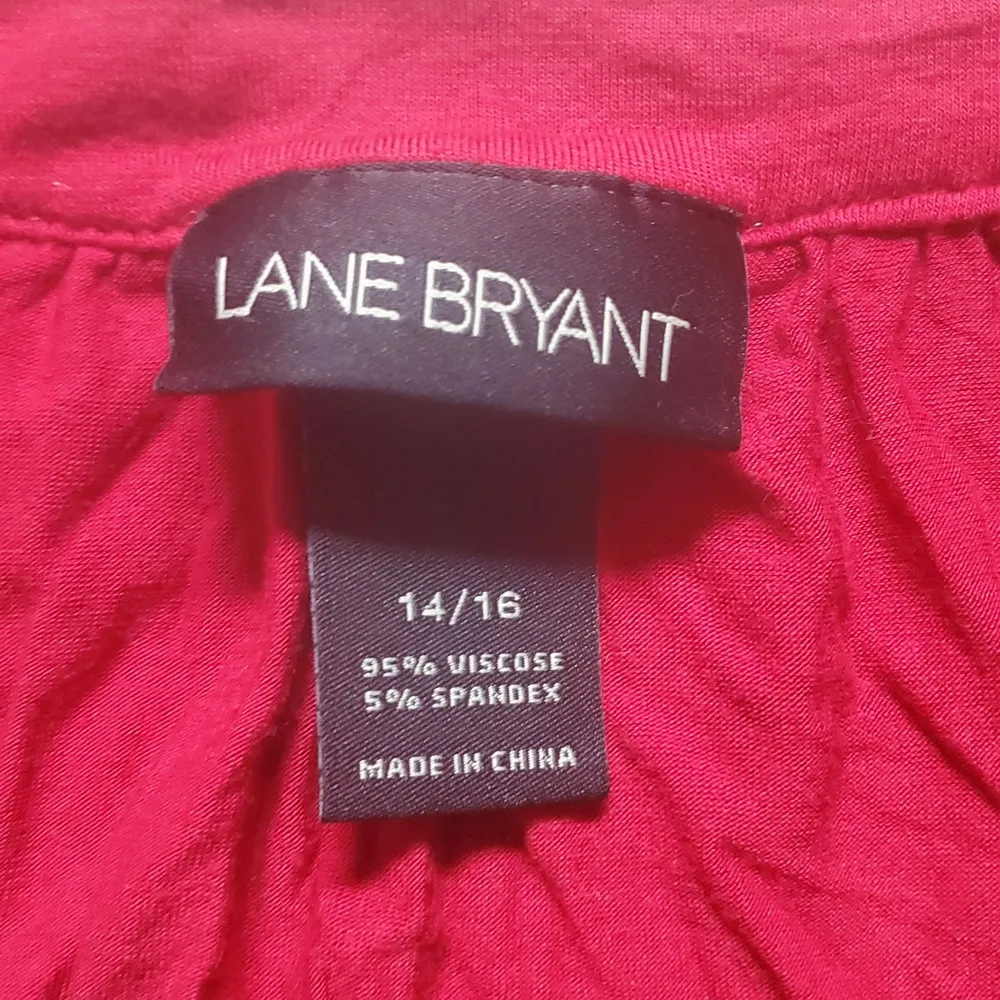 LANE BRYANT
14/16
95% VISCOSE
5% SPANDEX
MADE IN CHINA